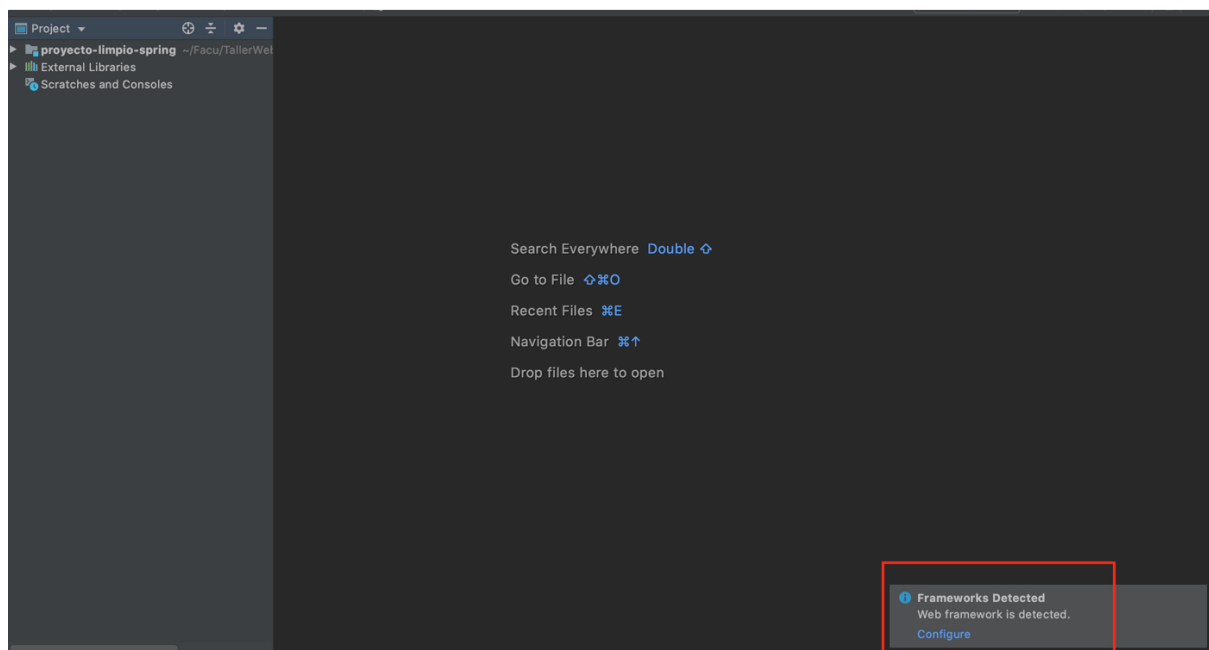 Project
proyecto-limpio-spring ~/Facu/TallerWeb
External Libraries
Scratches and Consoles
Search Everywhere Double ⇧
Go to File ⇧⌘O
Recent Files ⌘E
Navigation Bar ⌘↑
Drop files here to open
Frameworks Detected
Web framework is detected.
Configure